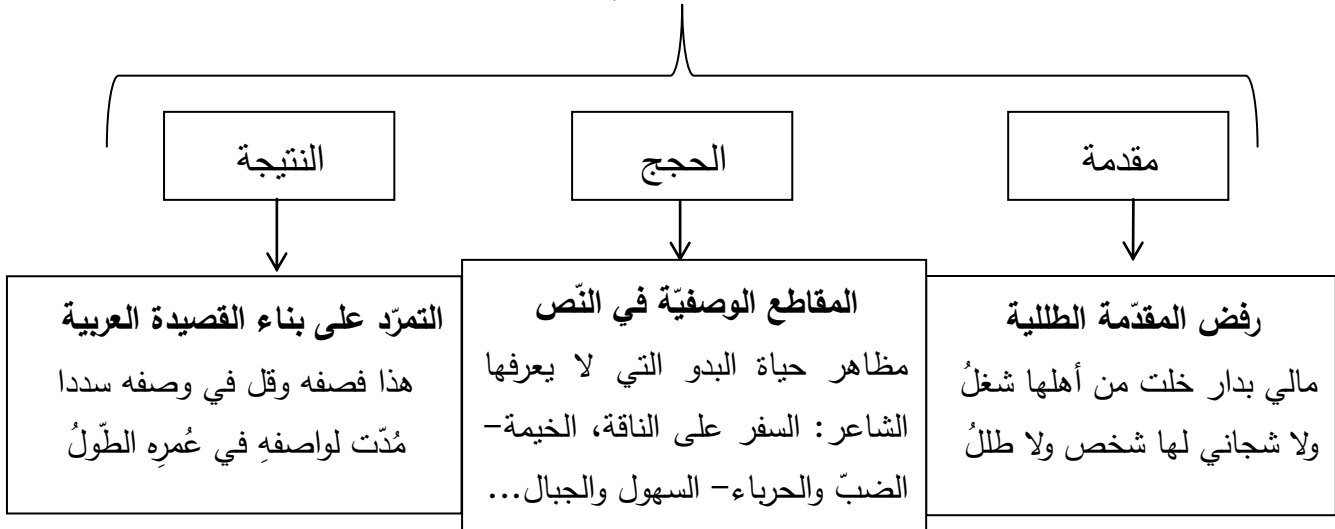 مقدمة
الحجج
النتيجة
رفض المقدّمة الطللية
مالي بدار خلت من أهلها شغلُ
ولا شجاني لها شخص ولا طللُ
المقاطع الوصفيّة في النّص
مظاهر حياة البدو التي لا يعرفها
الشاعر: السفر على الناقة، الخيمة–
الضبّ والحرباء– السهول والجبال...
التمرّد على بناء القصيدة العربية
هذا فصفه وقل في وصفه سددا
مُدّت لواصفهِ في عُمرِه الطّولُ